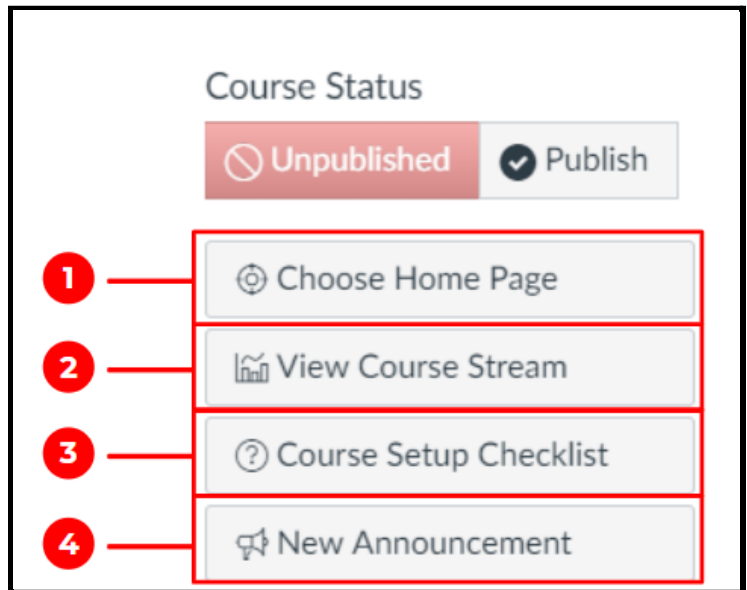 Course Status
Unpublished Publish
1 Choose Home Page
2 View Course Stream
3 Course Setup Checklist
4 New Announcement